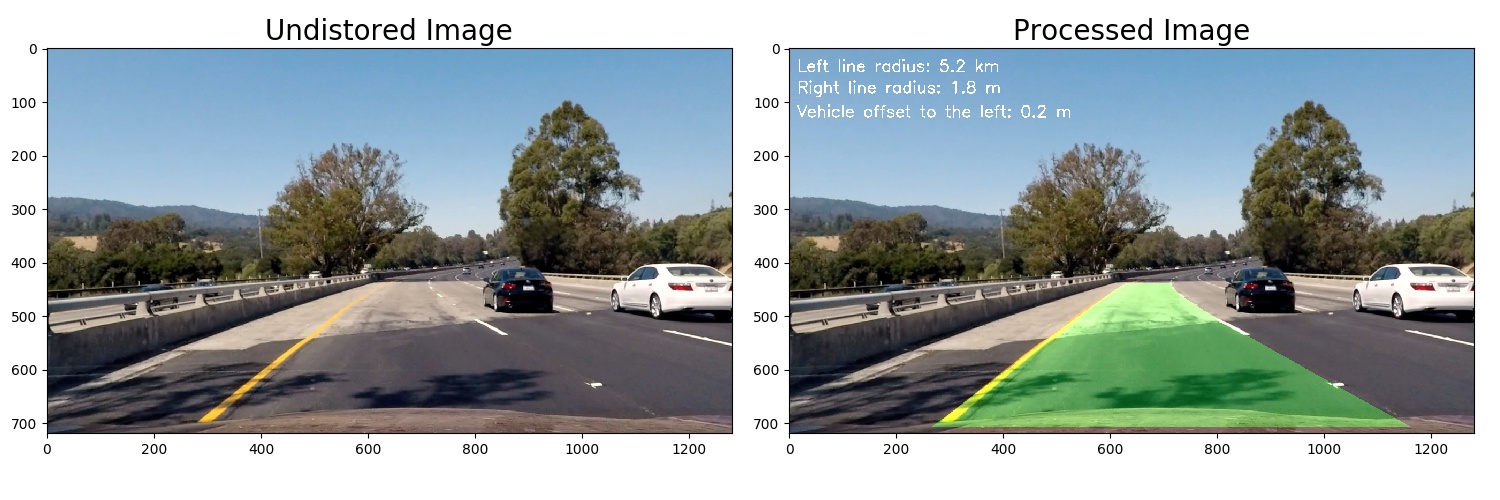 Undistored Image
Processed Image
0
100
200
300
400
500
600
700
0 200 400 600 800 1000 1200
Left line radius: 5.2 km
Right line radius: 1.8 m
Vehicle offset to the left: 0.2 m
0
100
200
300
400
500
600
700
0 200 400 600 800 1000 1200